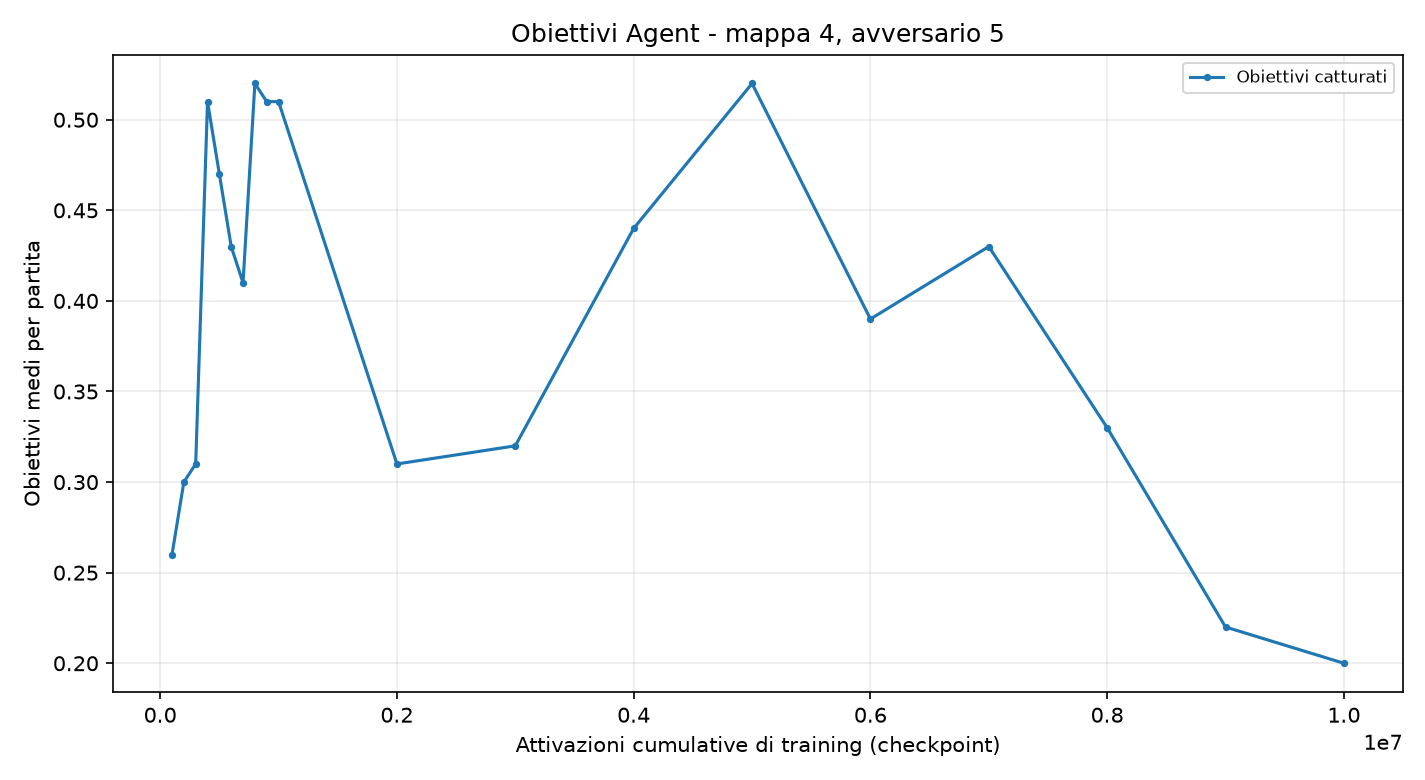 Obiettivi Agent - mappa 4, avversario 5
Obiettivi catturati
Obiettivi medi per partita
0.50
0.45
0.40
0.35
0.30
0.25
0.20
0.0 0.2 0.4 0.6 0.8 1.0
1e7
Attivazioni cumulative di training (checkpoint)